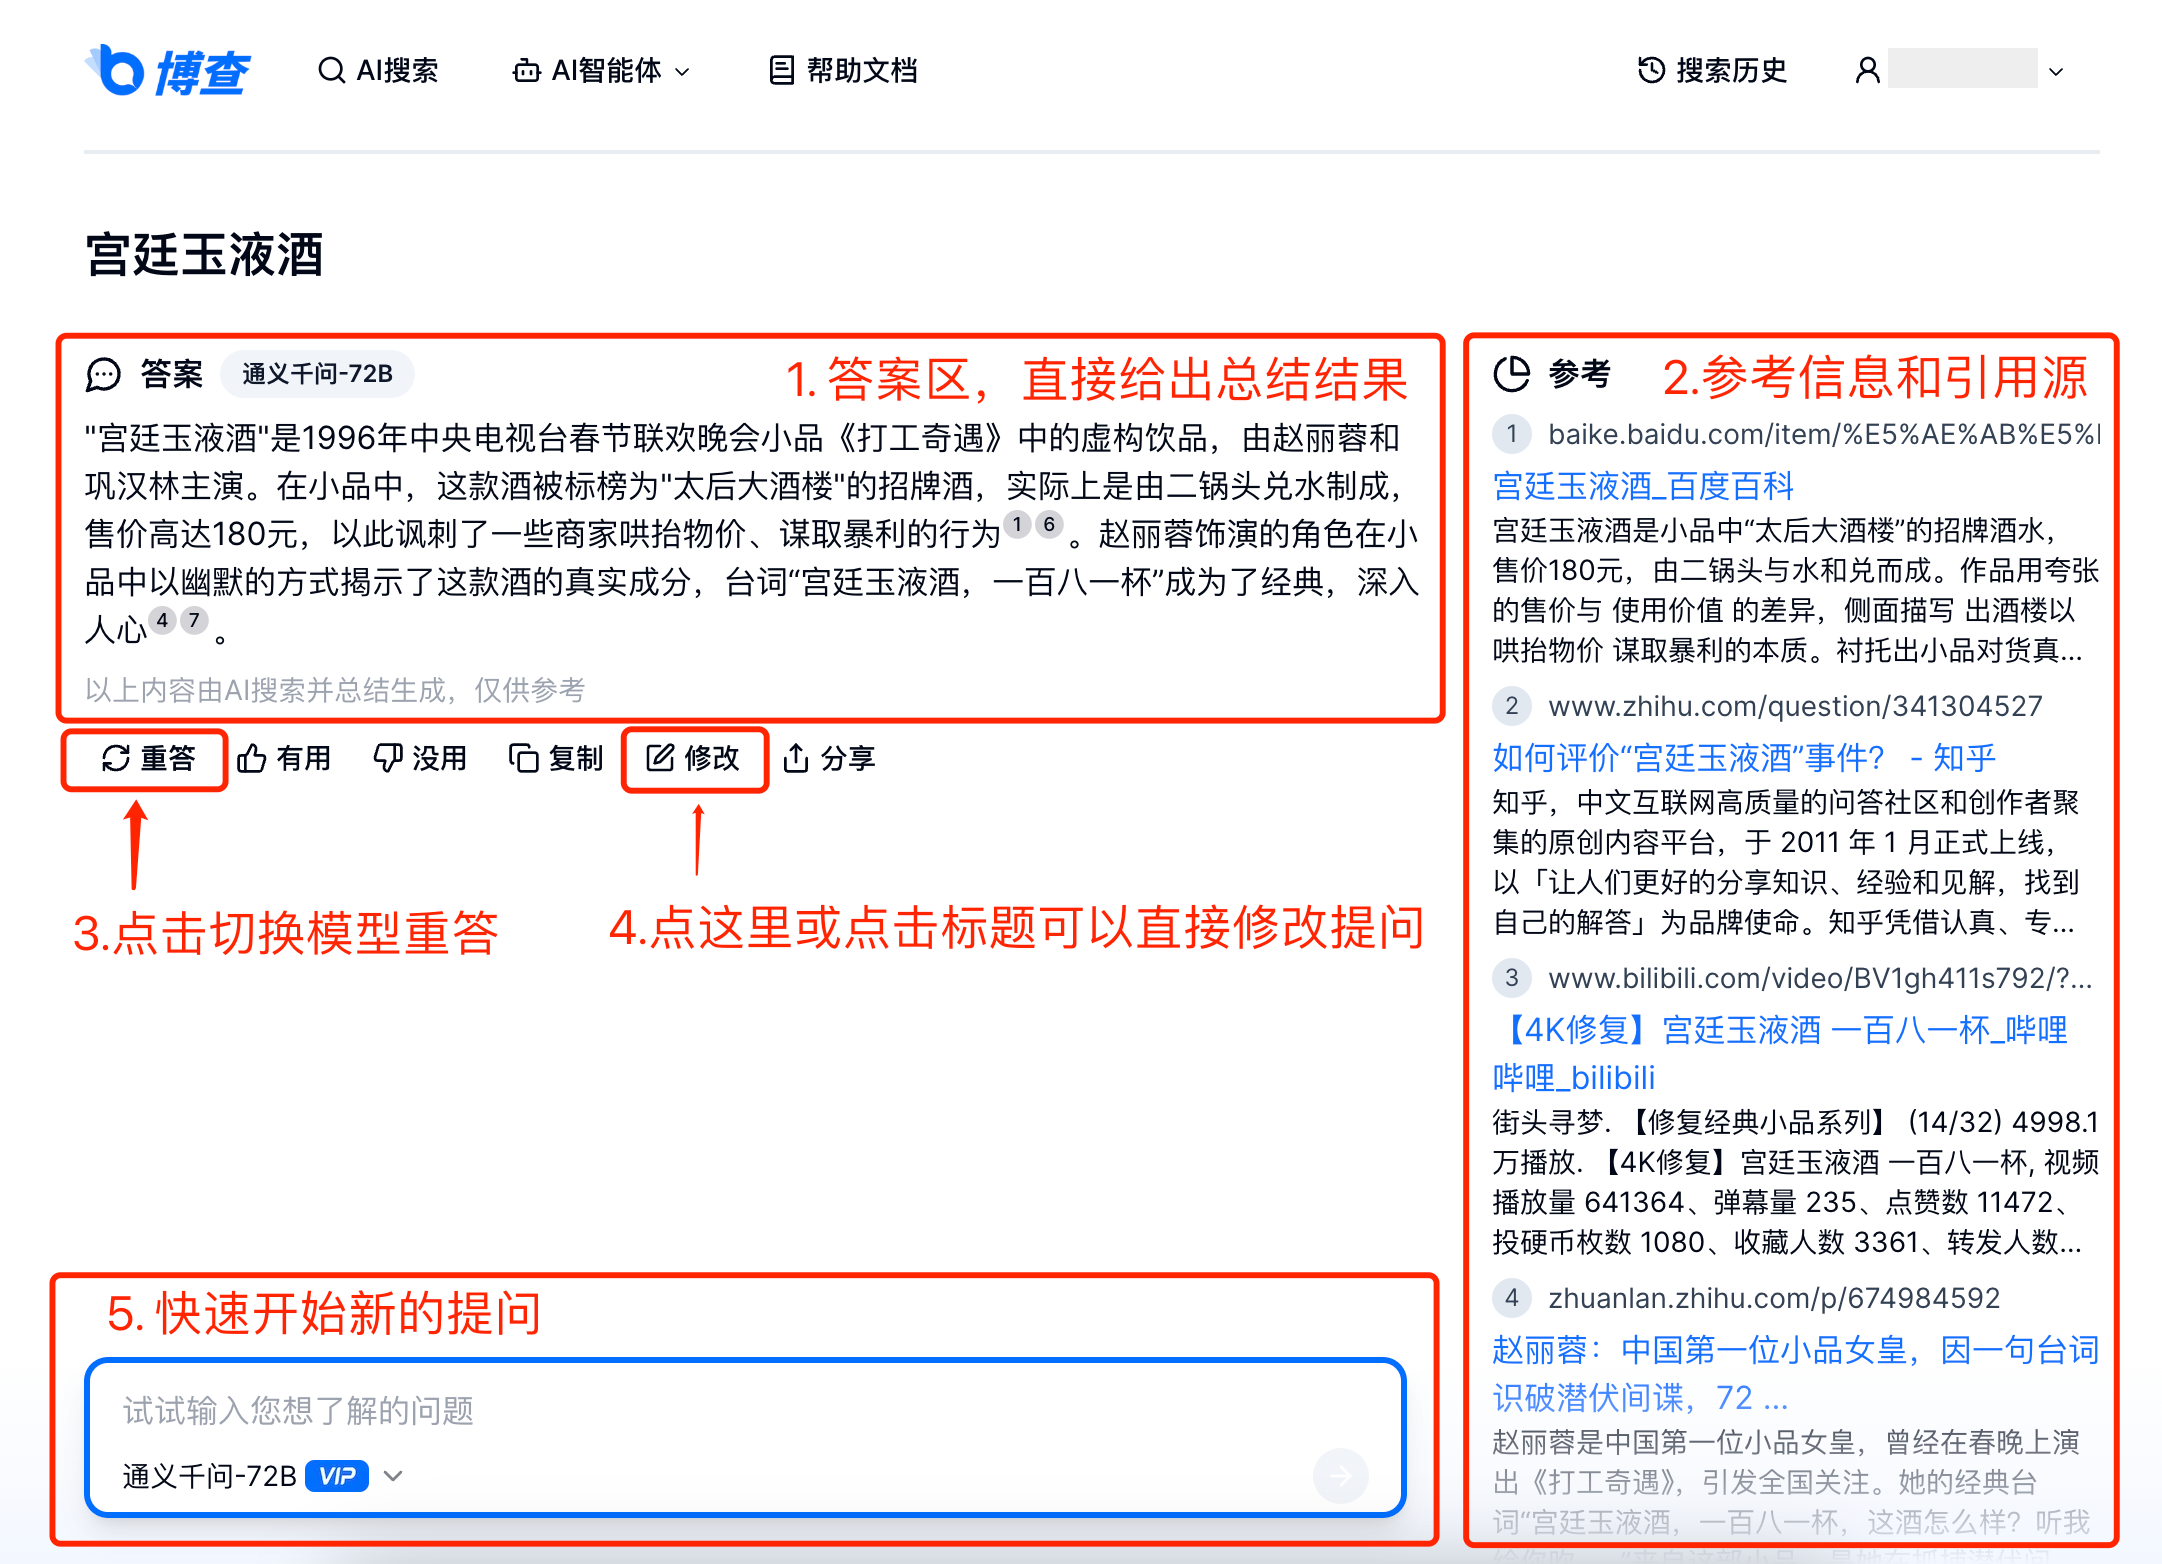 博查
AI搜索
AI智能体
帮助文档
搜索历史
宫廷玉液酒
答案
通义千问-72B
1. 答案区，直接给出总结结果
"宫廷玉液酒"是1996年中央电视台春节联欢晚会小品《打工奇遇》中的虚构饮品，由赵丽蓉和
巩汉林主演。在小品中，这款酒被标榜为"太后大酒楼"的招牌酒，实际上是由二锅头兑水制成，
售价高达180元，以此讽刺了一些商家哄抬物价、谋取暴利的行为 1 6 。赵丽蓉饰演的角色在小
品中以幽默的方式揭示了这款酒的真实成分，台词“宫廷玉液酒，一百八一杯”成为了经典，深入
人心 4 7 。
以上内容由AI搜索并总结生成，仅供参考
重答
有用
没用
复制
修改
分享
3.点击切换模型重答
4.点这里或点击标题可以直接修改提问
5. 快速开始新的提问
试试输入您想了解的问题
通义千问-72B VIP
参考
2.参考信息和引用源
1 baike.baidu.com/item/%E5%AE%AB%E5%
宫廷玉液酒_百度百科
宫廷玉液酒是小品中“太后大酒楼”的招牌酒水，
售价180元，由二锅头与水和兑而成。作品用夸张
的售价与 使用价值 的差异，侧面描写 出酒楼以
哄抬物价 谋取暴利的本质。衬托出小品对货真...
2 www.zhihu.com/question/341304527
如何评价“宫廷玉液酒”事件？ - 知乎
知乎，中文互联网高质量的问答社区和创作者聚
集的原创内容平台，于 2011 年 1 月正式上线，
以「让人们更好的分享知识、经验和见解，找到
自己的解答」为品牌使命。知乎凭借认真、专...
3 www.bilibili.com/video/BV1gh411s792/?...
【4K修复】宫廷玉液酒 一百八一杯_哔哩
哔哩_bilibili
街头寻梦. 【修复经典小品系列】 (14/32) 4998.1
万播放. 【4K修复】宫廷玉液酒 一百八一杯, 视频
播放量 641364、弹幕量 235、点赞数 11472、
投硬币枚数 1080、收藏人数 3361、转发人数...
4 zhuanlan.zhihu.com/p/674984592
赵丽蓉：中国第一位小品女皇，因一句台词
识破潜伏间谍，72 ...
赵丽蓉是中国第一位小品女皇，曾经在春晚上演
出《打工奇遇》，引发全国关注。她的经典台
词“宫廷玉液酒，一百八一杯，这酒怎么样？听我